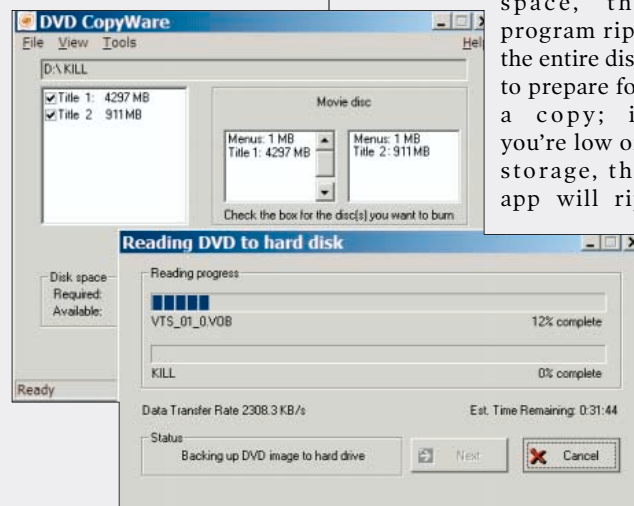 DVD CopyWare
File View Tools
D:\ KILL
Title 1: 4297 MB
Title 2 911 MB
Movie disc
Menus: 1 MB
Title 1: 4297 MB
Menus: 1 MB
Title 2: 911 MB
Check the box for the disc[s] you want to burn
Disk space
Required:
Available:
Ready
space,
program rip
the entire dis
to prepare fo
a copy; i
you're low o
storage, th
app will rip
Reading DVD to hard disk
Reading progress
VTS_01_0.VOB 12% complete
KILL 0% complete
Data Transfer Rate 2308.3 KB/s Est. Time Remaining: 0:31:44
Status
Backing up DVD image to hard drive
Next Cancel